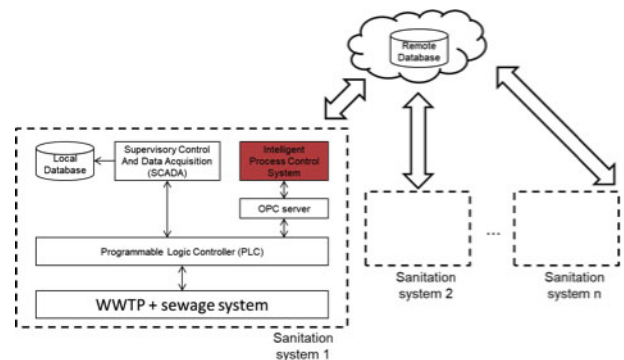 Remote
Database
Local
Database
Supervisory Control
And Data Acquisition
(SCADA)
Intelligent
Process Control
System
OPC server
Programmable Logic Controller (PLC)
WWTP + sewage system
Sanitation
system 1
Sanitation
system 2
...
Sanitation
system n